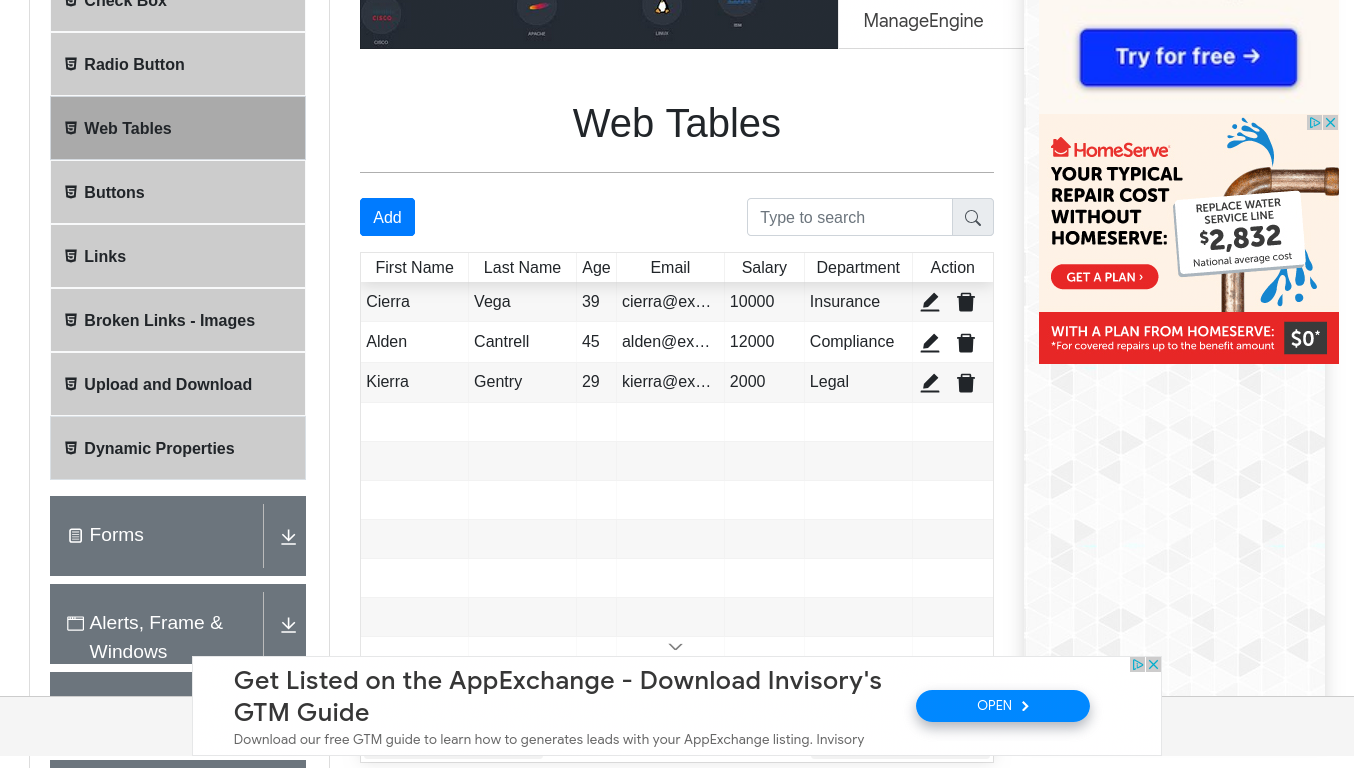 Check Box
Radio Button
Web Tables
Buttons
Links
Broken Links - Images
Upload and Download
Dynamic Properties
Forms
Alerts, Frame &
Windows
CISCO
CISCO
APACHE
LINUX
ManageEngine
Web Tables
Add
Type to search
First Name Last Name Age Email Salary Department Action
Cierra Vega 39 cierra@ex… 10000 Insurance
Alden Cantrell 45 alden@ex… 12000 Compliance
Kierra Gentry 29 kierra@ex… 2000 Legal
Try for free →
HomeServe
YOUR TYPICAL
REPAIR COST
WITHOUT
HOMESERVE:
GET A PLAN ›
REPLACE WATER
SERVICE LINE
$2,832
National average cost
WITH A PLAN FROM HOMESERVE:
*For covered repairs up to the benefit amount
$0*
Get Listed on the AppExchange - Download Invisory's
GTM Guide
Download our free GTM guide to learn how to generates leads with your AppExchange listing. Invisory
OPEN